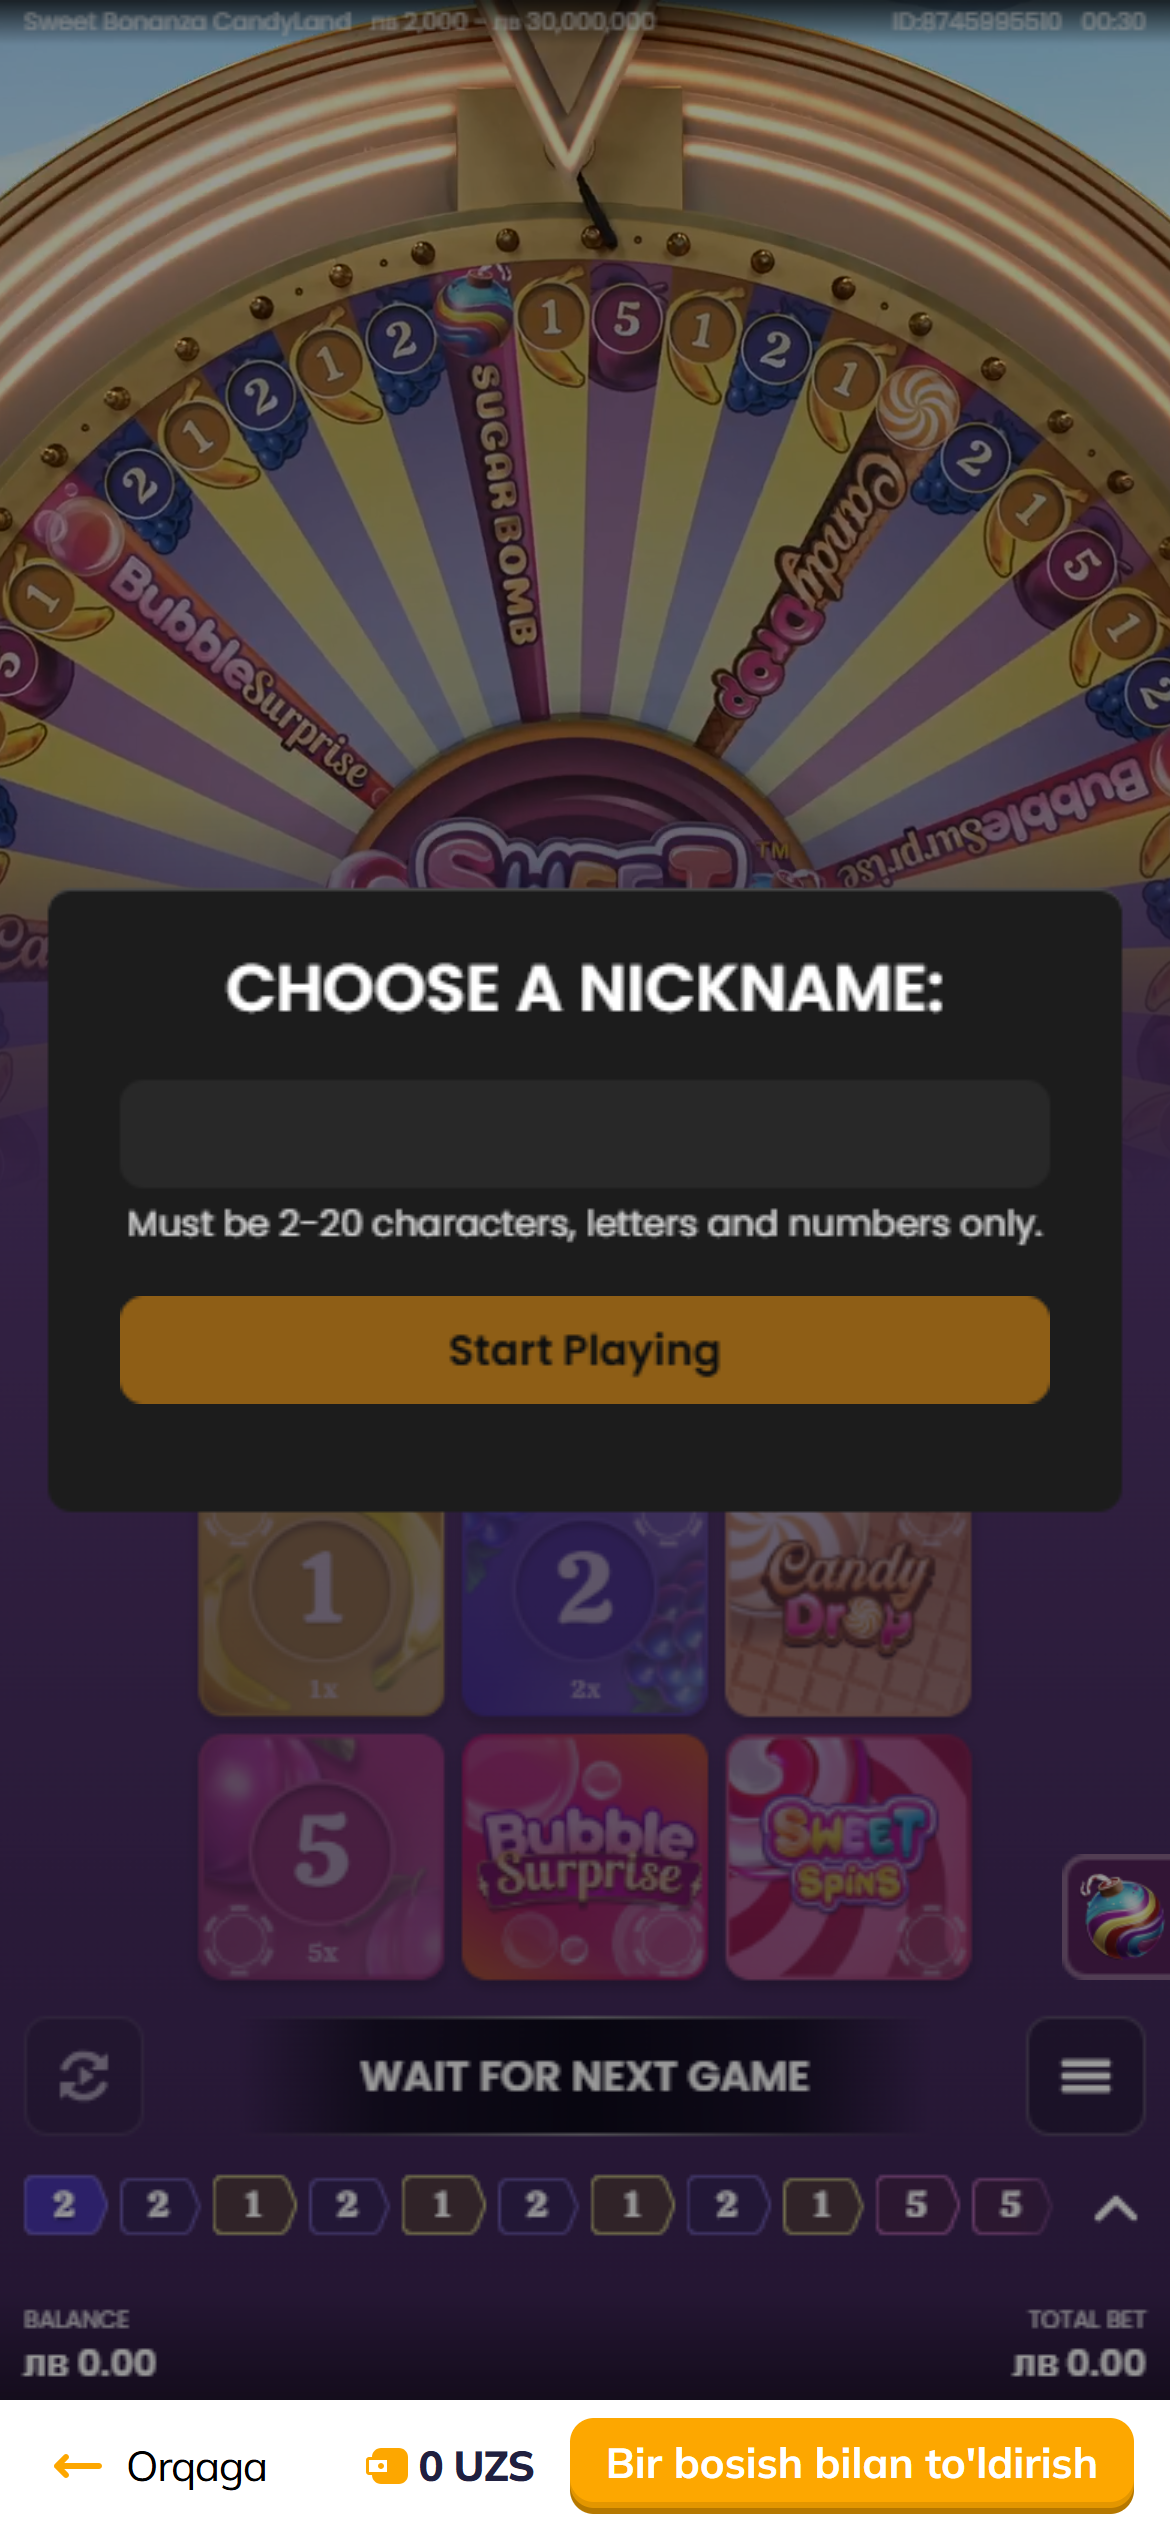 Sweet Bonanza CandyLand лв 2,000 - лв 30,000,000 ID:8745995510 00:30
2 1 2 1 2 1 5 1 2 1 2 1 5 1 2
1
SUGAR BOMB
Candy Drop
Bubble Surprise
Bubble Surprise
SWEET™
CHOOSE A NICKNAME:
Must be 2-20 characters, letters and numbers only.
Start Playing
1
1x
2
2x
Candy
Drop
5
5x
Bubble
Surprise
SWEET
SPINS
WAIT FOR NEXT GAME
2 2 1 2 1 2 1 2 1 5 5
BALANCE TOTAL BET
лв 0.00 лв 0.00
Orqaga 0 UZS Bir bosish bilan to'ldirish